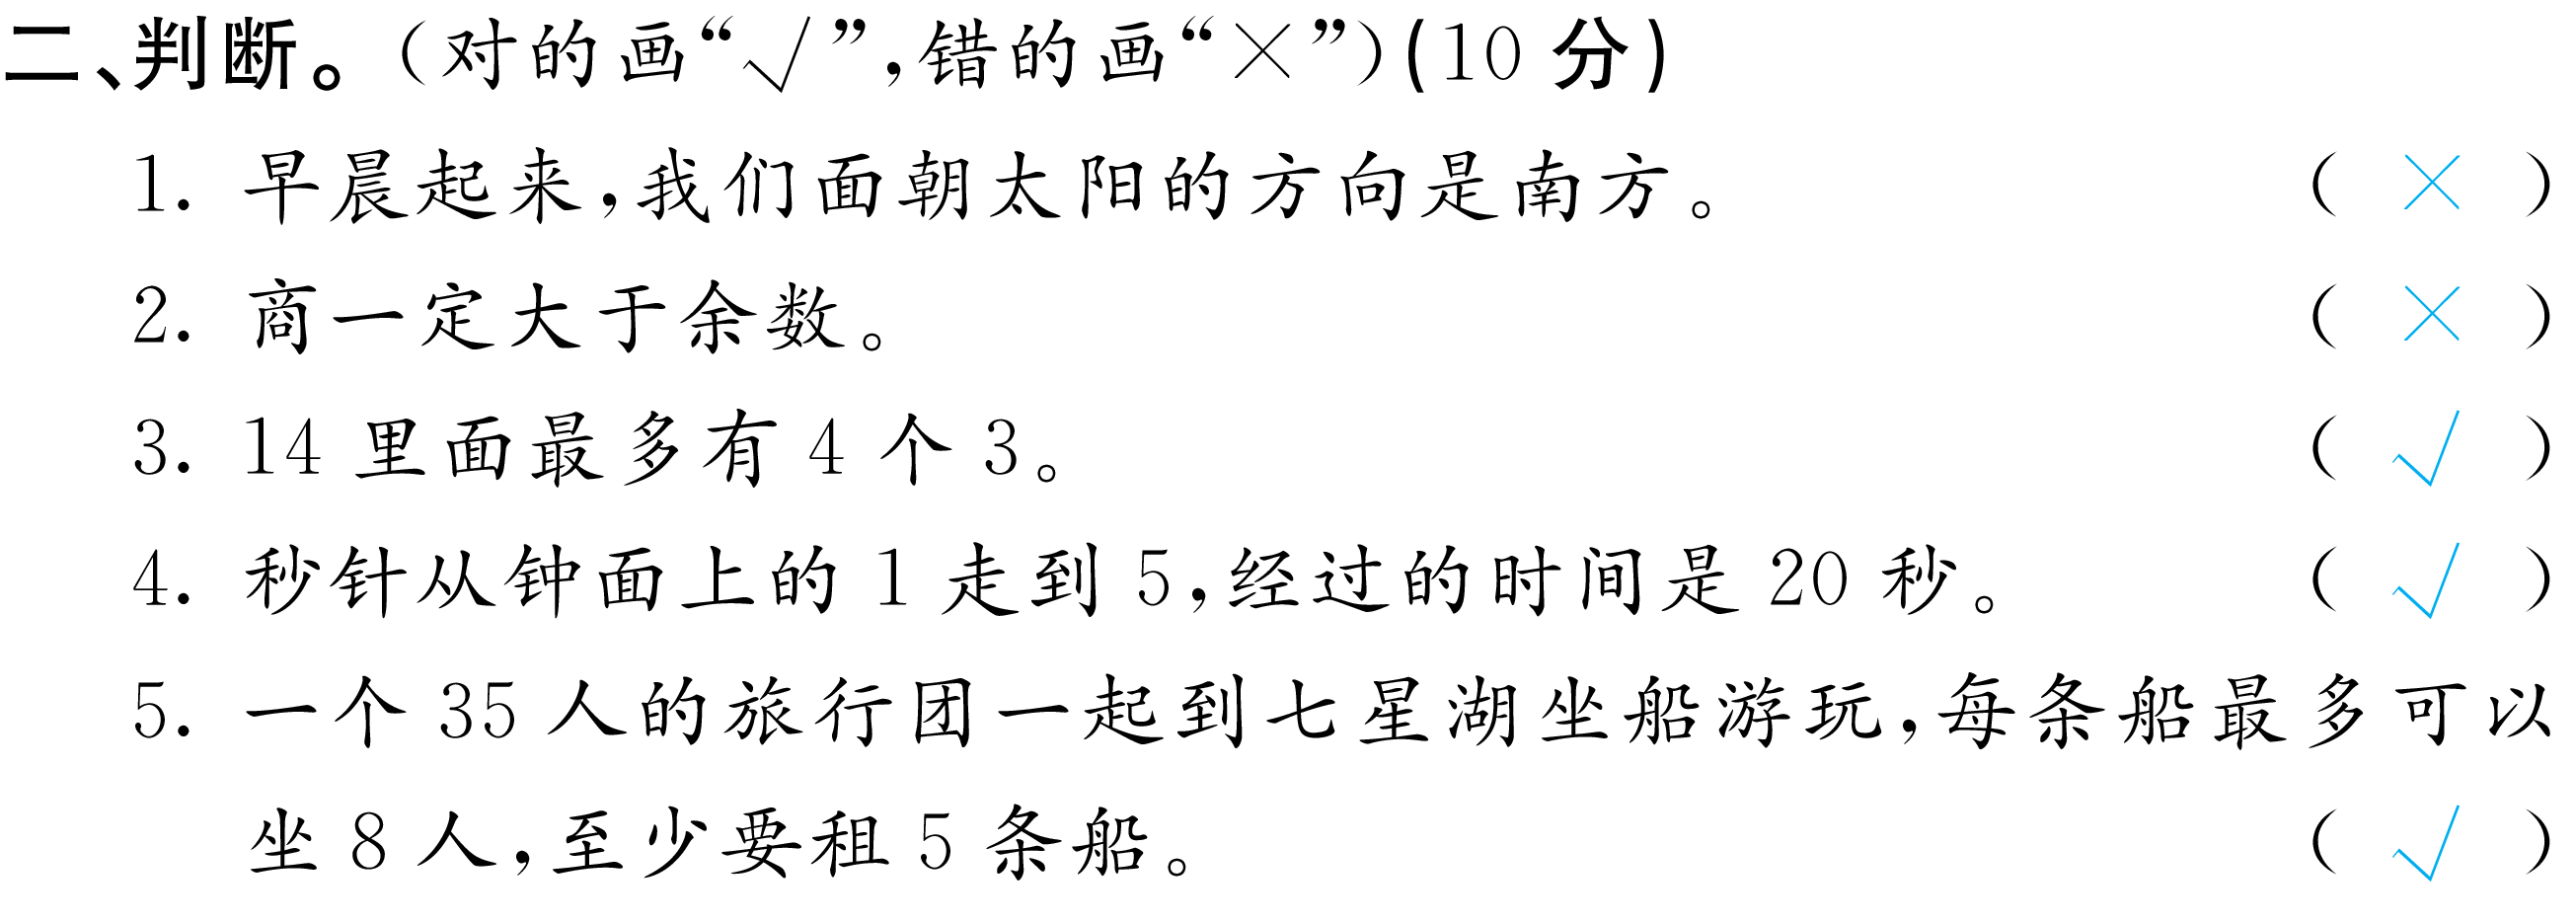 二、判断。(对的画“√”,错的画“×”)(10 分)
1. 早晨起来,我们面朝太阳的方向是南方。 ( × )
2. 商一定大于余数。 ( × )
3. 14 里面最多有 4 个 3。 ( √ )
4. 秒针从钟面上的 1 走到 5,经过的时间是 20 秒。 ( √ )
5. 一个 35 人的旅行团一起到七星湖坐船游玩,每条船最多可以
坐 8 人,至少要租 5 条船。 ( √ )